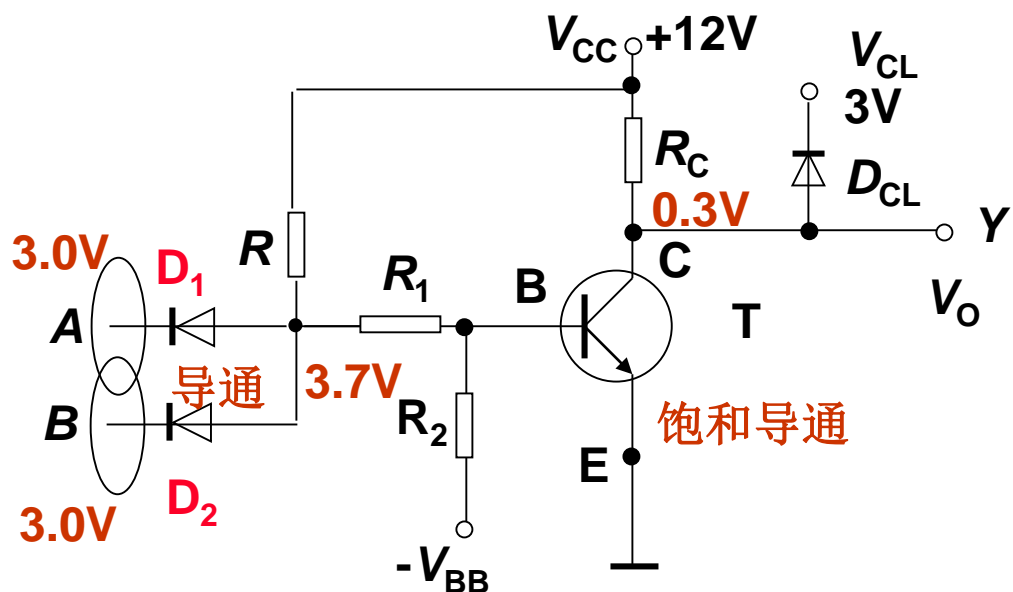 VCC +12V
VCL
3V
RC
DCL
0.3V
Y
3.0V
D1
R
R1
B
C
A
T
VO
导通
3.7V
B
R2
饱和导通
E
D2
3.0V
-VBB